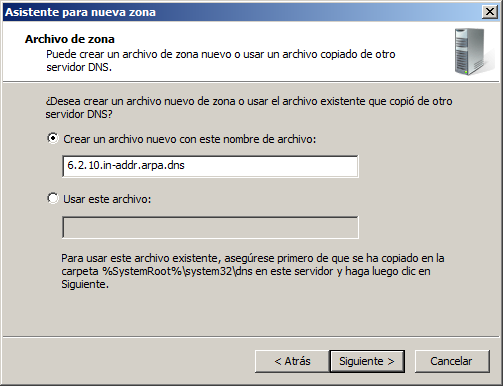 Asistente para nueva zona
Archivo de zona
Puede crear un archivo de zona nuevo o usar un archivo copiado de otro
servidor DNS.
¿Desea crear un archivo nuevo de zona o usar el archivo existente que copió de otro
servidor DNS?
Crear un archivo nuevo con este nombre de archivo:
6.2.10.in-addr.arpa.dns
Usar este archivo:
Para usar este archivo existente, asegúrese primero de que se ha copiado en la
carpeta %SystemRoot%\system32\dns en este servidor y haga luego clic en
Siguiente.
< Atrás
Siguiente >
Cancelar